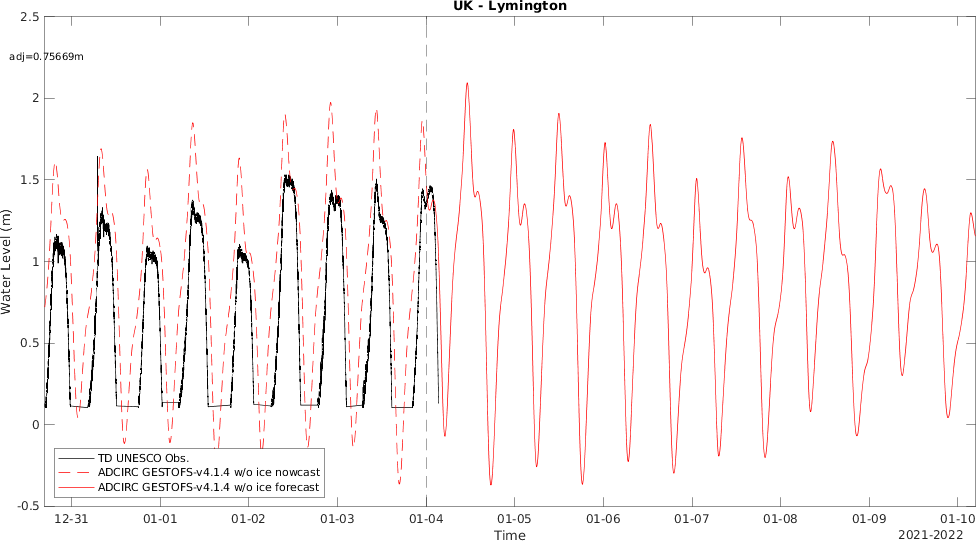 UK - Lymington
2.5
adj=0.75669m
2
1.5
1
0.5
0
-0.5
Water Level (m)
TD UNESCO Obs.
ADCIRC GESTOFS-v4.1.4 w/o ice nowcast
ADCIRC GESTOFS-v4.1.4 w/o ice forecast
12-31 01-01 01-02 01-03 01-04 01-05 01-06 01-07 01-08 01-09 01-10
Time
2021-2022